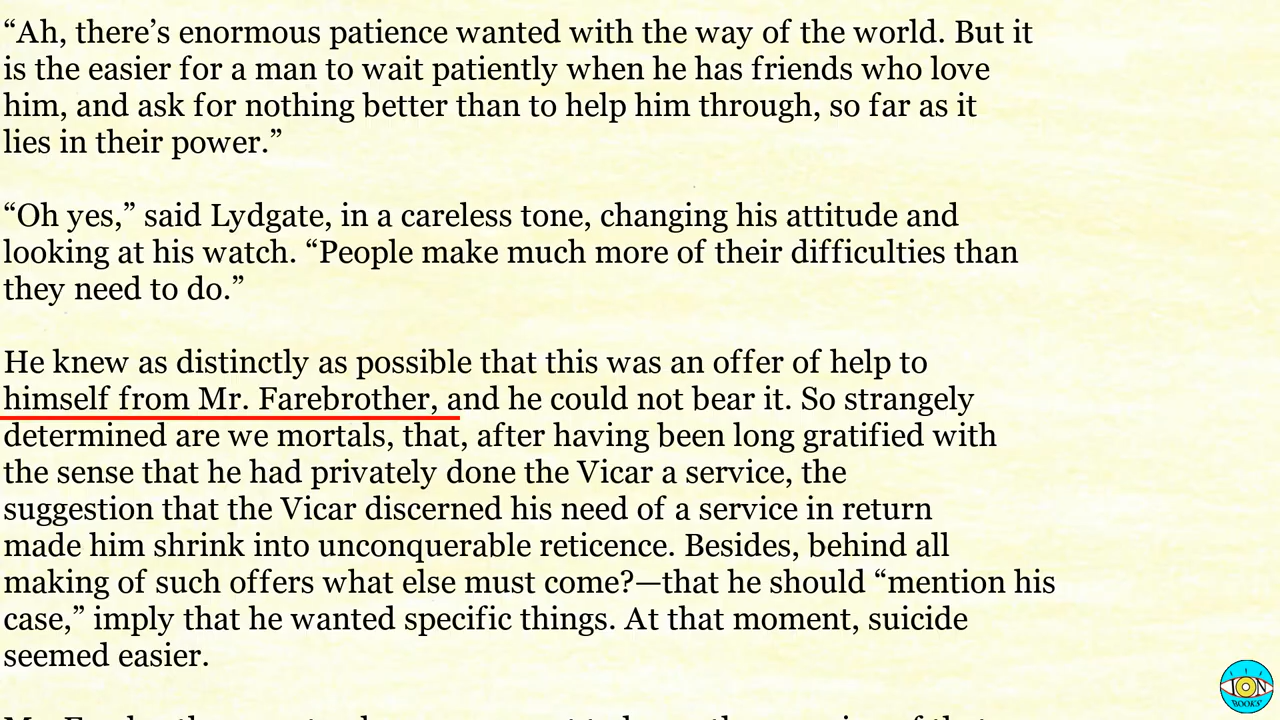 “Ah, there’s enormous patience wanted with the way of the world. But it
is the easier for a man to wait patiently when he has friends who love
him, and ask for nothing better than to help him through, so far as it
lies in their power.”
“Oh yes,” said Lydgate, in a careless tone, changing his attitude and
looking at his watch. “People make much more of their difficulties than
they need to do.”
He knew as distinctly as possible that this was an offer of help to
himself from Mr. Farebrother, and he could not bear it. So strangely
determined are we mortals, that, after having been long gratified with
the sense that he had privately done the Vicar a service, the
suggestion that the Vicar discerned his need of a service in return
made him shrink into unconquerable reticence. Besides, behind all
making of such offers what else must come?—that he should “mention his
case,” imply that he wanted specific things. At that moment, suicide
seemed easier.
ION
BOOKS